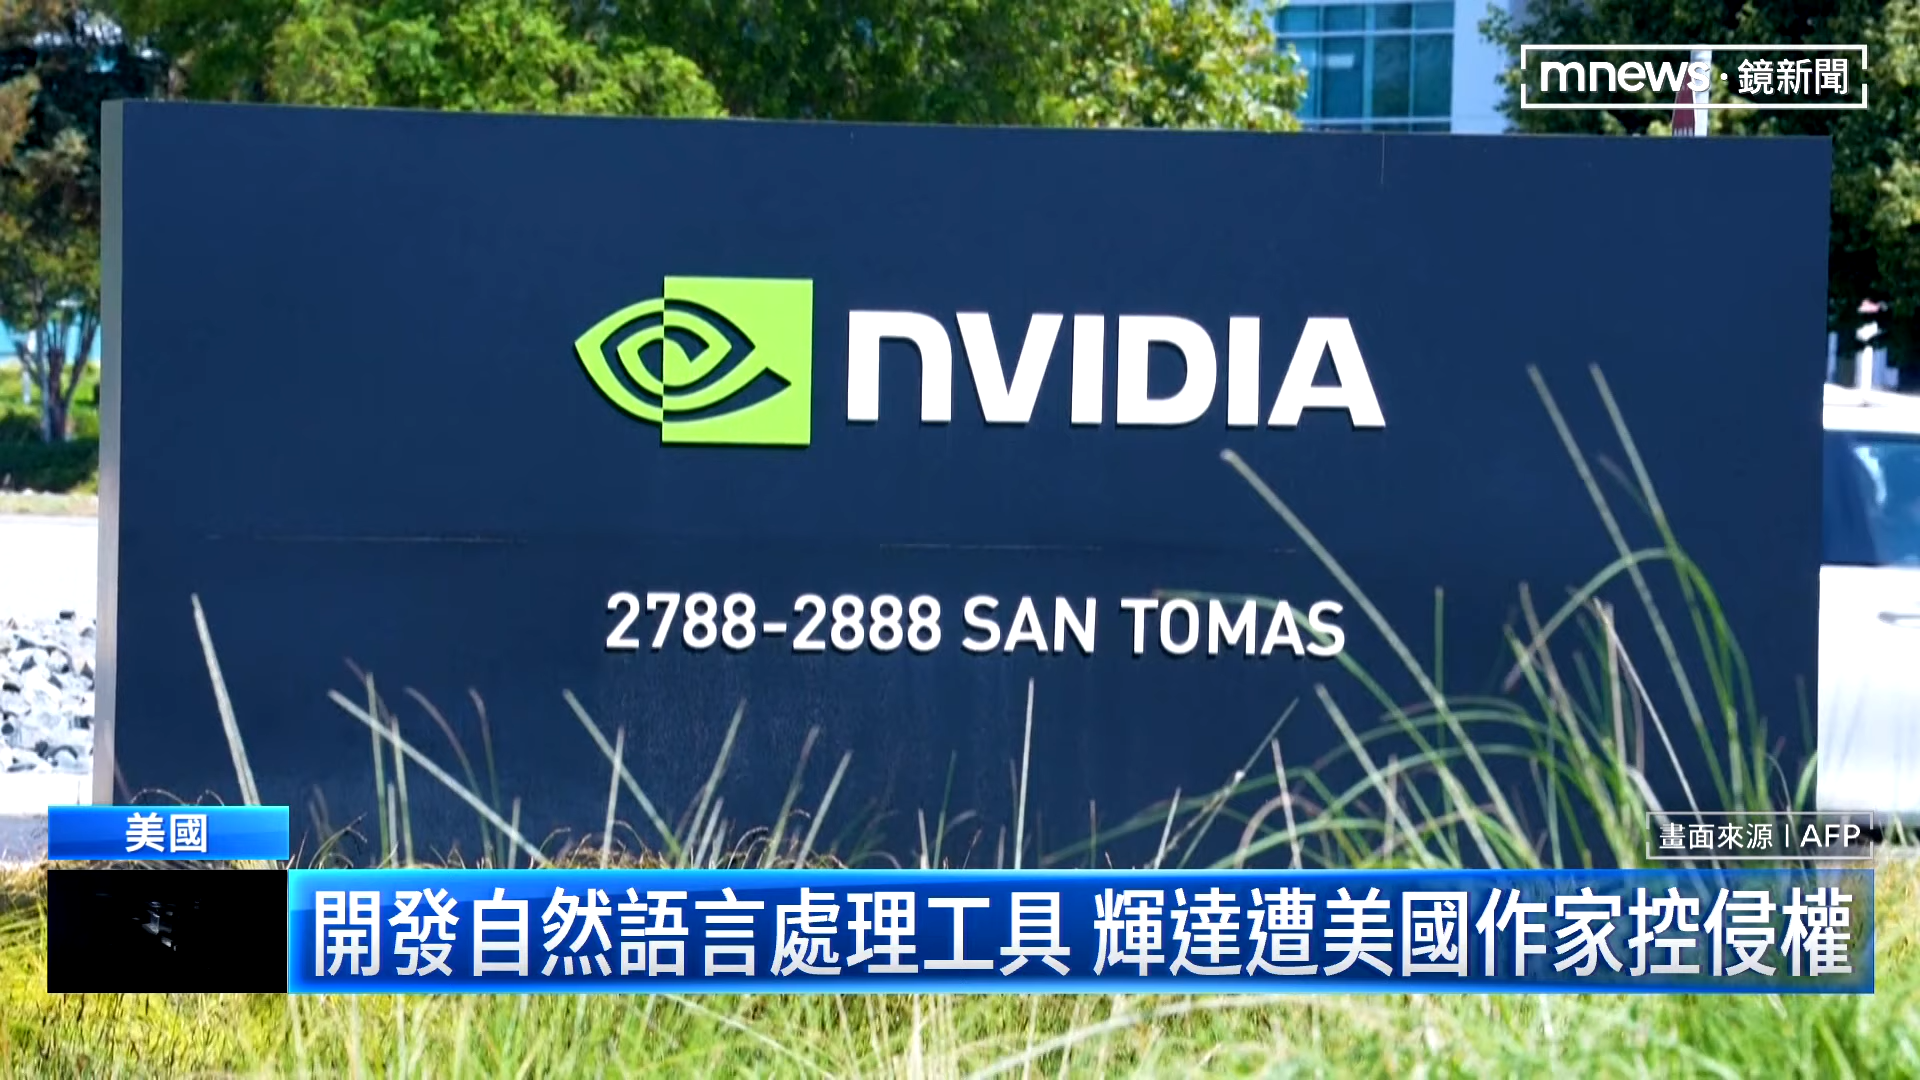 mnews·鏡新聞
NVIDIA
2788-2888 SAN TOMAS
美國
畫面來源 | AFP
開發自然語言處理工具 輝達遭美國作家控侵權